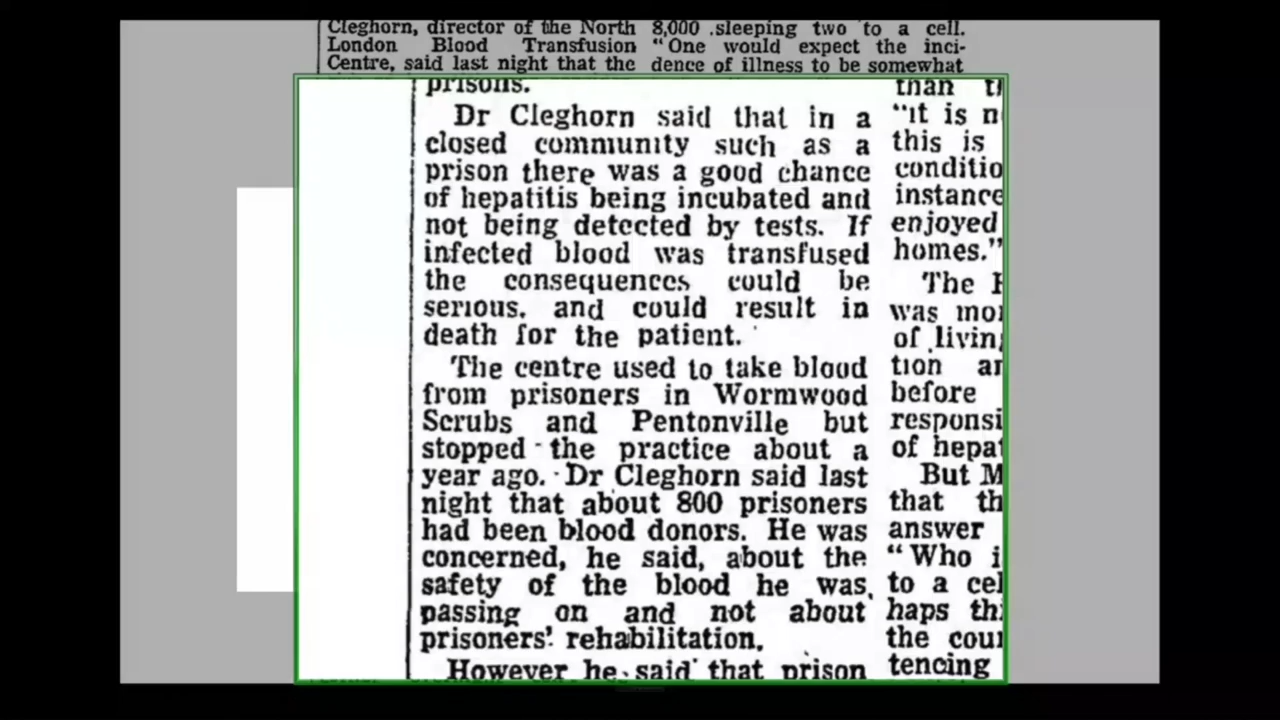 Cleghorn, director of the North
London Blood Transfusion
Centre, said last night that the
8,000 sleeping two to a cell.
"One would expect the inci-
dence of illness to be somewhat
prisons.
Dr Cleghorn said that in a
closed community such as a
prison there was a good chance
of hepatitis being incubated and
not being detected by tests. If
infected blood was transfused
the consequences could be
serious, and could result in
death for the patient.
The centre used to take blood
from prisoners in Wormwood
Scrubs and Pentonville but
stopped the practice about a
year ago. Dr Cleghorn said last
night that about 800 prisoners
had been blood donors. He was
concerned, he said, about the
safety of the blood he was
passing on and not about
prisoners' rehabilitation.
However he said that prison
than
"it is
this is
enjoyed
homes."
The
was
of
before
of
But
that
answer
"Who
to a
the
tencing